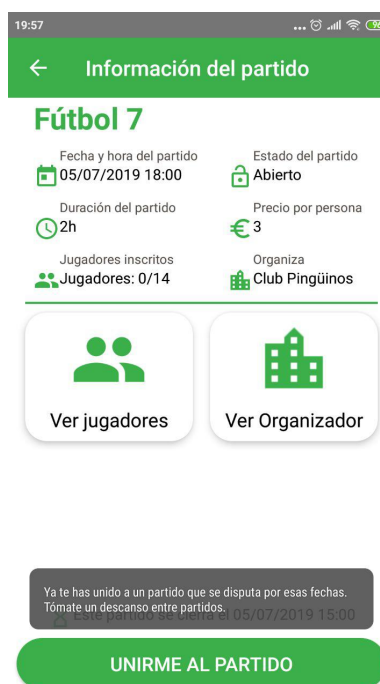 19:57
Información del partido
Fútbol 7
Fecha y hora del partido
05/07/2019 18:00
Estado del partido
Abierto
Duración del partido
2h
Precio por persona
3
Jugadores inscritos
Jugadores: 0/14
Organiza
Club Pingüinos
Ver jugadores
Ver Organizador
Ya te has unido a un partido que se disputa por esas fechas.
Tómate un descanso entre partidos.
Este partido se cierra el 05/07/2019 15:00
UNIRME AL PARTIDO